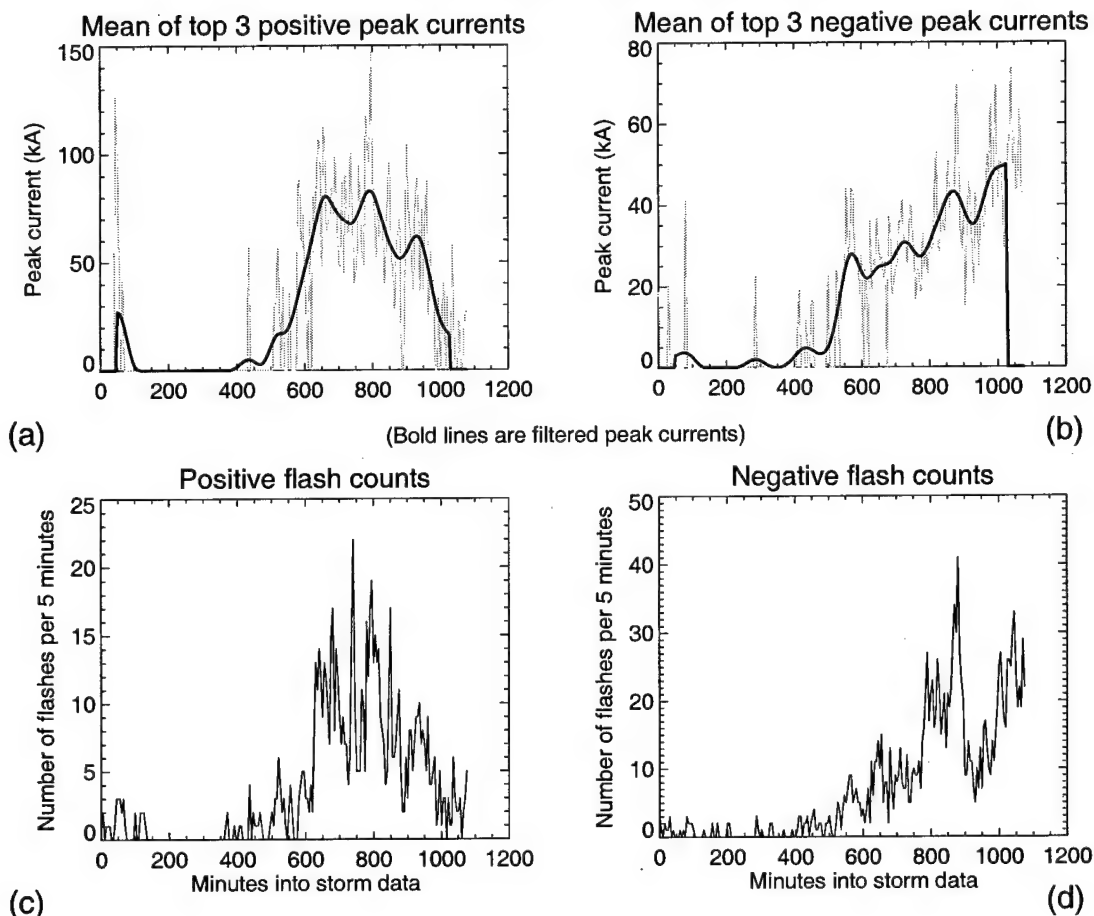 Mean of top 3 positive peak currents
Mean of top 3 negative peak currents
Peak current (kA)
150
100
50
0
0 200 400 600 800 1000 1200
Peak current (kA)
80
60
40
20
0
0 200 400 600 800 1000 1200
(a)
(Bold lines are filtered peak currents)
(b)
Positive flash counts
Negative flash counts
Number of flashes per 5 minutes
25
20
15
10
5
0
0 200 400 600 800 1000 1200
Minutes into storm data
Number of flashes per 5 minutes
50
40
30
20
10
0
0 200 400 600 800 1000 1200
Minutes into storm data
(c)
(d)